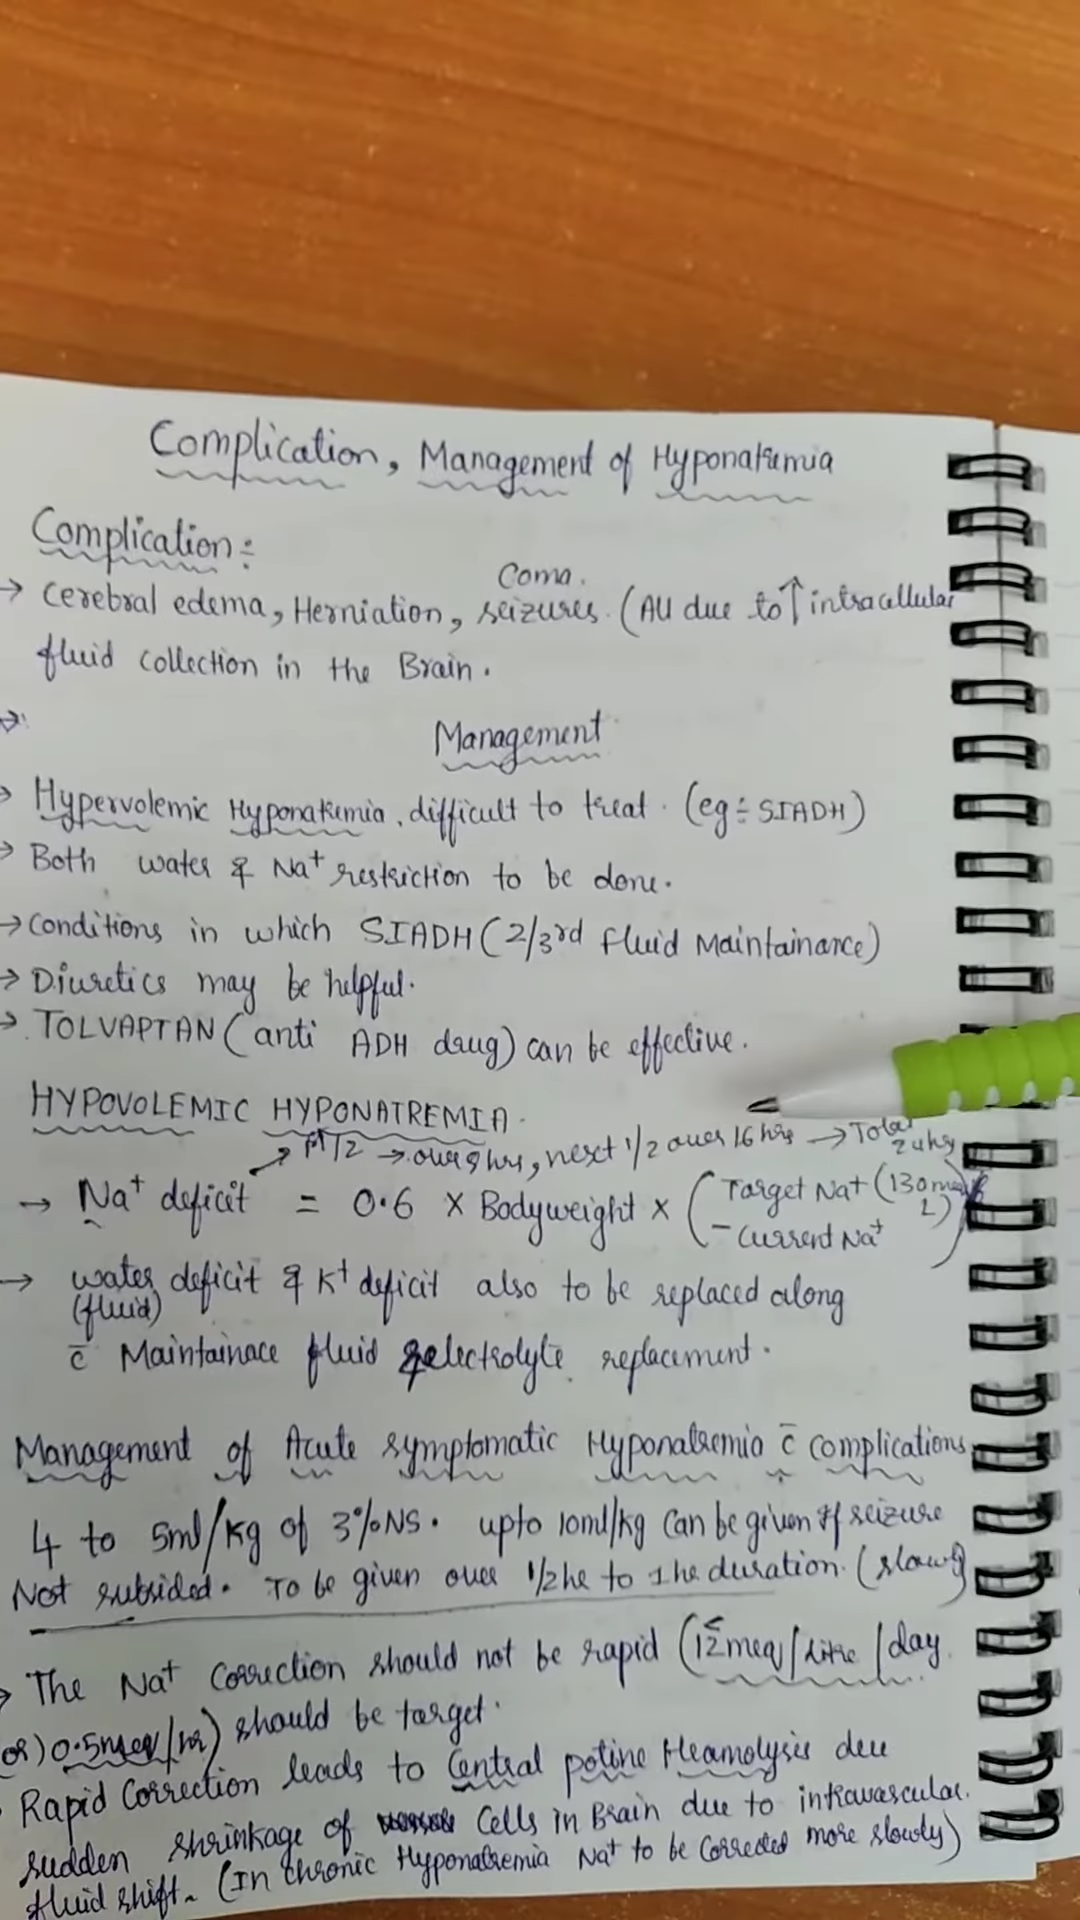 Complication, Management of Hyponatremia
Complication:-
Coma.
→ Cerebral edema, Herniation, seizures. (All due to ↑ intracellular
fluid collection in the Brain.
Management
→ Hypervolemic Hyponatremia. difficult to treat. (eg:- SIADH)
→ Both water & Na+ restriction to be done.
→ Conditions in which SIADH (2/3rd Fluid Maintainance)
→ Diuretics may be helpful.
→ TOLVAPTAN (anti ADH drug) can be effective.
HYPOVOLEMIC HYPONATREMIA.
1/2 → over 8 hrs, next 1/2 over 16 hrs → Total 24 hrs
→ Na+ deficit = 0.6 × Bodyweight × (Target Na+ (130 meq/L)
- Current Na+)
→ water deficit & K+ deficit also to be replaced along
(fluid)
c̄ Maintainace fluid & electrolyte replacement.
Management of Acute symptomatic Hyponatremia c̄ complications
4 to 5ml/kg of 3%NS. upto 10ml/kg can be given if seizure
Not subsided. To be given over 1/2 hr to 1 hr duration. (slowly)
→ The Na+ Correction should not be rapid (≤12 meq/Litre/day
or) 0.5meq/hr) should be target.
Rapid Correction leads to Central potine Heamolysis due
sudden shrinkage of Cells in Brain due to intravascular.
fluid shift. (In chronic Hyponatremia Na+ to be Corrected more slowly)